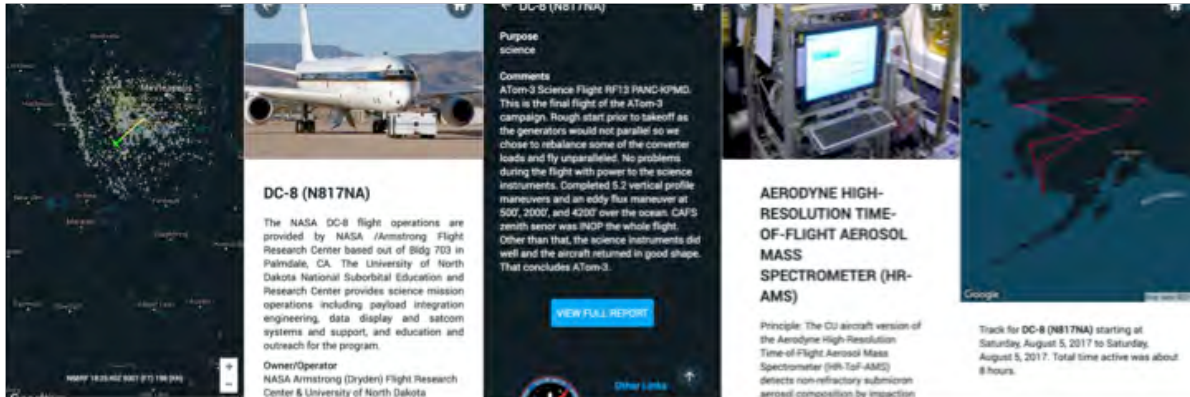 Minneapolis
DC-8 (N817NA)
The NASA DC-8 flight operations are
provided by NASA /Armstrong Flight
Research Center based out of Bldg 703 in
Palmdale, CA. The University of North
Dakota National Suborbital Education and
Research Center provides science mission
operations including payload integration
engineering, data display and satcom
systems and support, and education and
outreach for the program.
Owner/Operator
NASA Armstrong (Dryden) Flight Research
Center & University of North Dakota
DC-8 (N817NA)
Purpose
science
Comments
ATom-3 Science Flight RF13 PANC-KPMD.
This is the final flight of the ATom-3
campaign. Rough start prior to takeoff as
the generators would not parallel so we
chose to rebalance some of the converter
loads and fly unparalleled. No problems
during the flight with power to the science
instruments. Completed 5.2 vertical profile
maneuvers and an eddy flux maneuver at
500', 2000', and 4200' over the ocean. CAFS
zenith senor was INOP the whole flight.
Other than that, the science instruments did
well and the aircraft returned in good shape.
That concludes ATom-3.
VIEW FULL REPORT
Other Links
AERODYNE HIGH-
RESOLUTION TIME-
OF-FLIGHT AEROSOL
MASS
SPECTROMETER (HR-
AMS)
Principle: The CU aircraft version of
the Aerodyne High-Resolution
Time-of-Flight Aerosol Mass
Spectrometer (HR-ToF-AMS)
detects non-refractory submicron
aerosol composition by impaction
Google
Track for DC-8 (N817NA) starting at
Saturday, August 5, 2017 to Saturday,
August 5, 2017. Total time active was about
8 hours.